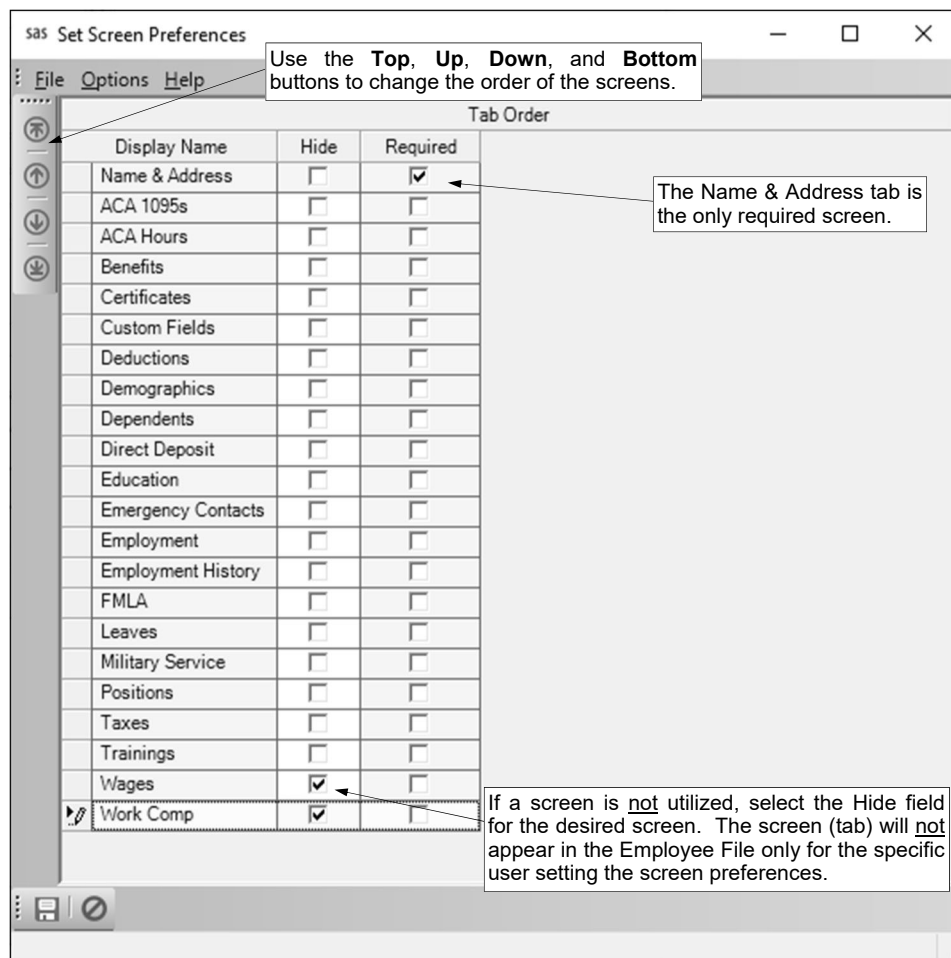 sas Set Screen Preferences
Use the Top, Up, Down, and Bottom
buttons to change the order of the screens.
File Options Help
Tab Order
Display Name Hide Required
Name & Address
The Name & Address tab is
the only required screen.
ACA 1095s
ACA Hours
Benefits
Certificates
Custom Fields
Deductions
Demographics
Dependents
Direct Deposit
Education
Emergency Contacts
Employment
Employment History
FMLA
Leaves
Military Service
Positions
Taxes
Trainings
Wages
Work Comp
If a screen is not utilized, select the Hide field
for the desired screen. The screen (tab) will not
appear in the Employee File only for the specific
user setting the screen preferences.